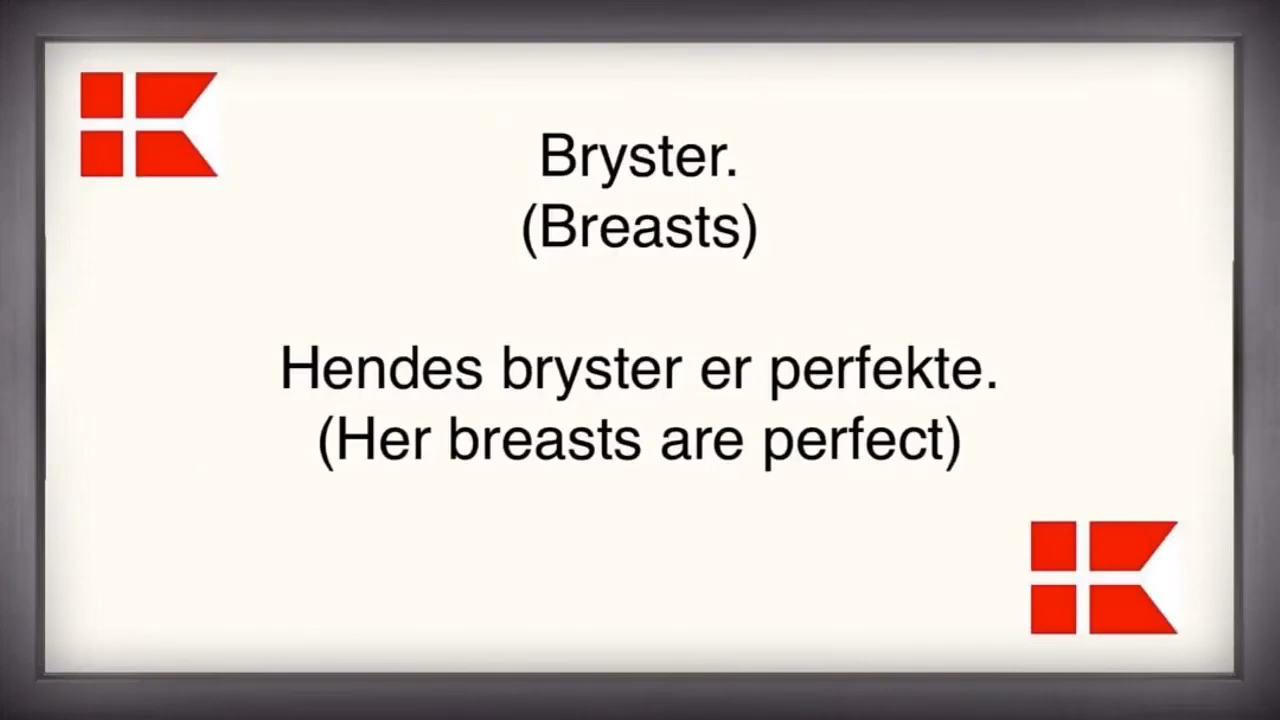 Bryster.
(Breasts)
Hendes bryster er perfekte.
(Her breasts are perfect)